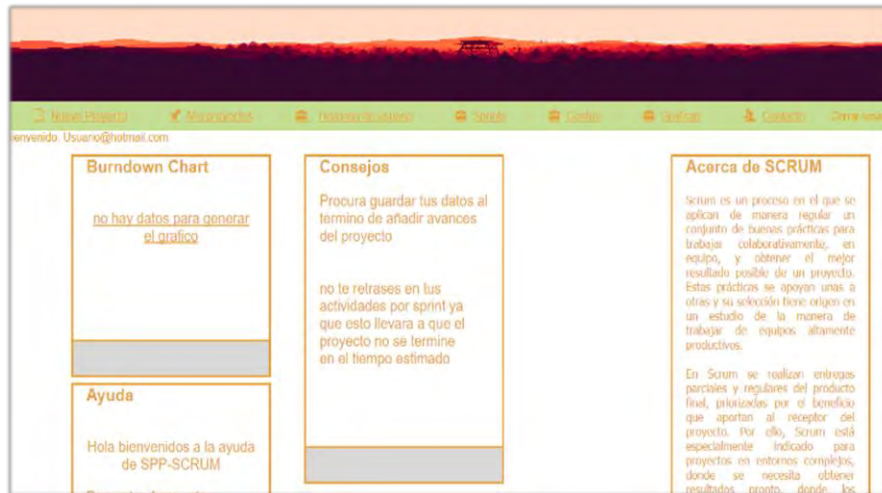 Nuevo Proyecto Mis proyectos Historias de usuario Sprints Costos Graficas Contacto Cerrar
ienvenido Usuario@hotmail.com
Burndown Chart
no hay datos para generar
el grafico
Ayuda
Hola bienvenidos a la ayuda
de SPP-SCRUM
Consejos
Procura guardar tus datos al
termino de añadir avances
del proyecto
no te retrases en tus
actividades por sprint ya
que esto llevara a que el
proyecto no se termine
en el tiempo estimado
Acerca de SCRUM
Scrum es un proceso en el que se
aplican de manera regular un
conjunto de buenas prácticas para
trabajar colaborativamente, en
equipo, y obtener el mejor
resultado posible de un proyecto.
Estas prácticas se apoyan unas a
otras y su selección tiene origen en
un estudio de la manera de
trabajar de equipos altamente
productivos.
En Scrum se realizan entregas
parciales y regulares del producto
final, priorizadas por el beneficio
que aportan al receptor del
proyecto. Por ello, Scrum está
especialmente indicado para
proyectos en entornos complejos,
donde se necesita obtener
resultados pronto, donde los